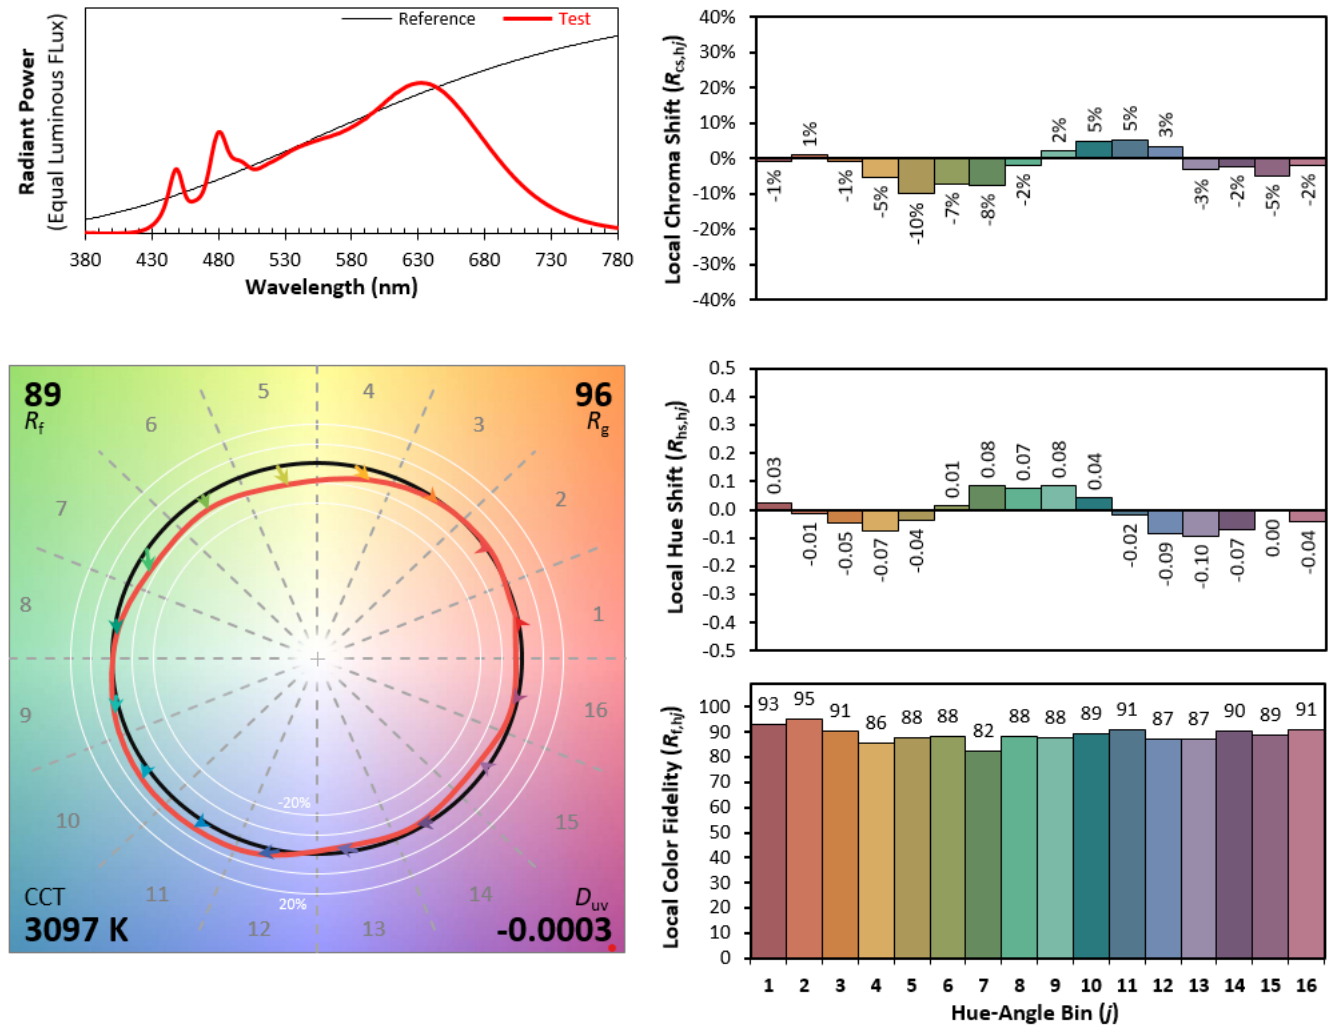 Reference
Test
Radiant Power
(Equal Luminous FLux)
380 430 480 530 580 630 680 730 780
Wavelength (nm)
Local Chroma Shift (Rcs,hj)
40%
30%
20%
10%
0%
-10%
-20%
-30%
-40%
-1% 1% -1% -5% -10% -7% -8% -2% 2% 5% 5% 3% -3% -2% -5% -2%
89
Rf
96
Rg
5 4
6 3
7 2
8 1
9 16
10 15
11 14
12 13
-20%
20%
CCT
3097 K
Duv
-0.0003
Local Hue Shift (Rhs,hj)
0.5
0.4
0.3
0.2
0.1
0.0
-0.1
-0.2
-0.3
-0.4
-0.5
0.03 -0.01 -0.05 -0.07 -0.04 0.01 0.08 0.07 0.08 0.04 -0.02 -0.09 -0.10 -0.07 0.00 -0.04
Local Color Fidelity (Rf,hj)
100
90
80
70
60
50
40
30
20
10
0
93 95 91 86 88 88 82 88 88 89 91 87 87 90 89 91
1 2 3 4 5 6 7 8 9 10 11 12 13 14 15 16
Hue-Angle Bin (j)